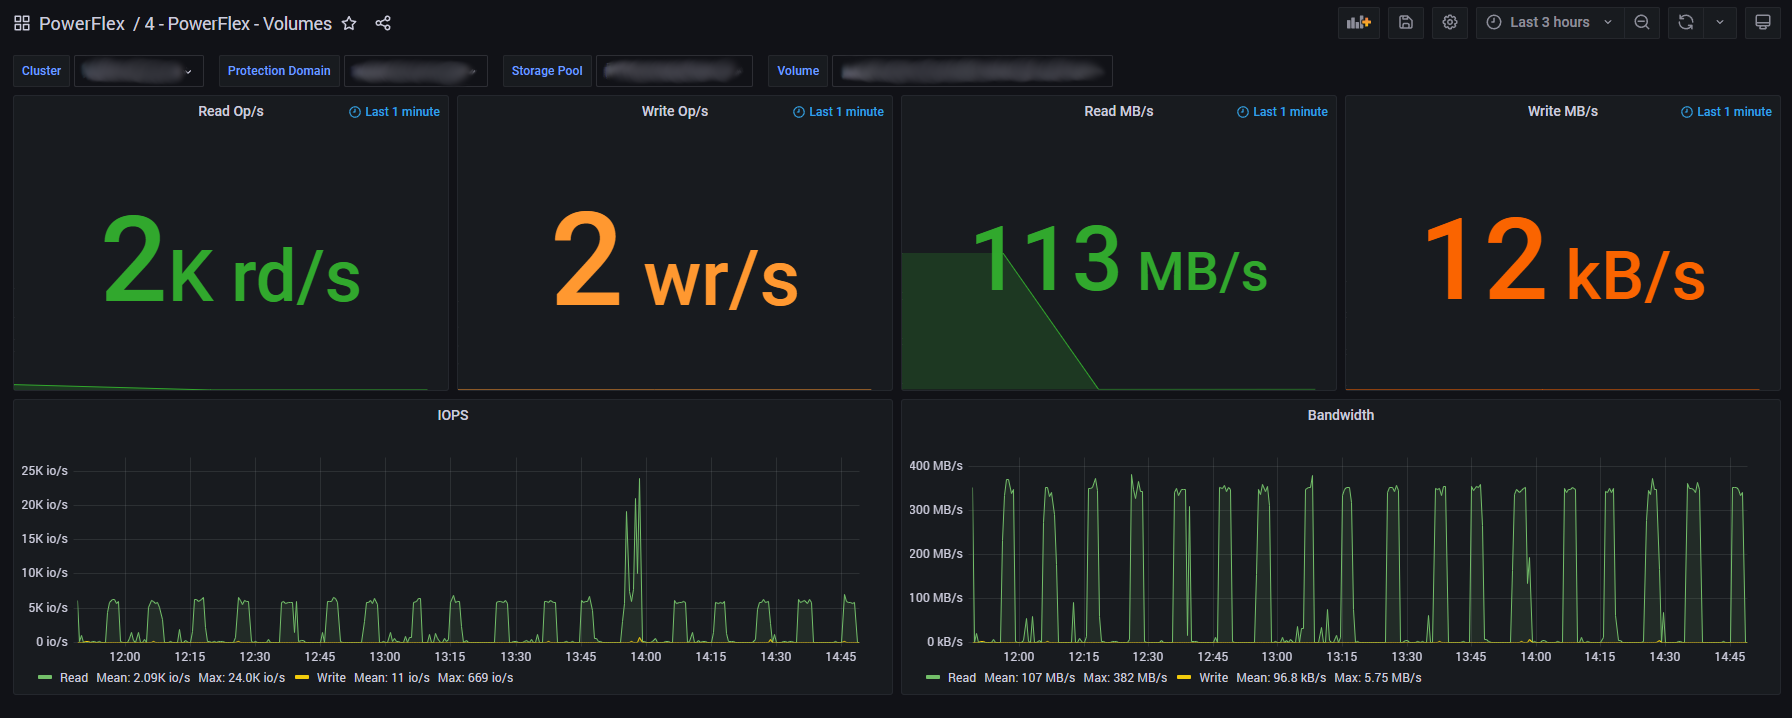 PowerFlex / 4 - PowerFlex - Volumes
Last 3 hours
Cluster
Protection Domain
Storage Pool
Volume
Read Op/s
Last 1 minute
2K rd/s
Write Op/s
Last 1 minute
2 wr/s
Read MB/s
Last 1 minute
113 MB/s
Write MB/s
Last 1 minute
12 kB/s
IOPS
25K io/s
20K io/s
15K io/s
10K io/s
5K io/s
0 io/s
12:00 12:15 12:30 12:45 13:00 13:15 13:30 13:45 14:00 14:15 14:30 14:45
Read Mean: 2.09K io/s Max: 24.0K io/s Write Mean: 11 io/s Max: 669 io/s
Bandwidth
400 MB/s
300 MB/s
200 MB/s
100 MB/s
0 kB/s
12:00 12:15 12:30 12:45 13:00 13:15 13:30 13:45 14:00 14:15 14:30 14:45
Read Mean: 107 MB/s Max: 382 MB/s Write Mean: 96.8 kB/s Max: 5.75 MB/s